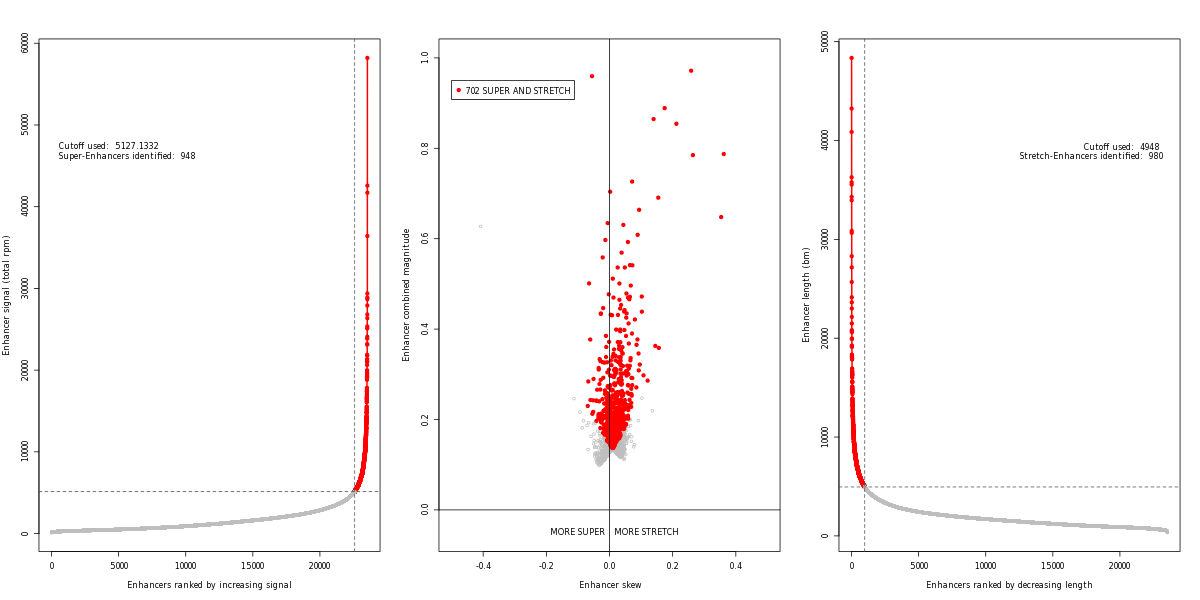 Enhancer signal (total rpm)
60000
50000
40000
30000
20000
10000
0
Cutoff used: 5127.1332
Super-Enhancers identified: 948
0 5000 10000 15000 20000
Enhancers ranked by increasing signal
Enhancer combined magnitude
1.0
0.8
0.6
0.4
0.2
0.0
702 SUPER AND STRETCH
MORE SUPER MORE STRETCH
-0.4 -0.2 0.0 0.2 0.4
Enhancer skew
Enhancer length (bm)
50000
40000
30000
20000
10000
0
Cutoff used: 4948
Stretch-Enhancers identified: 980
0 5000 10000 15000 20000
Enhancers ranked by decreasing length